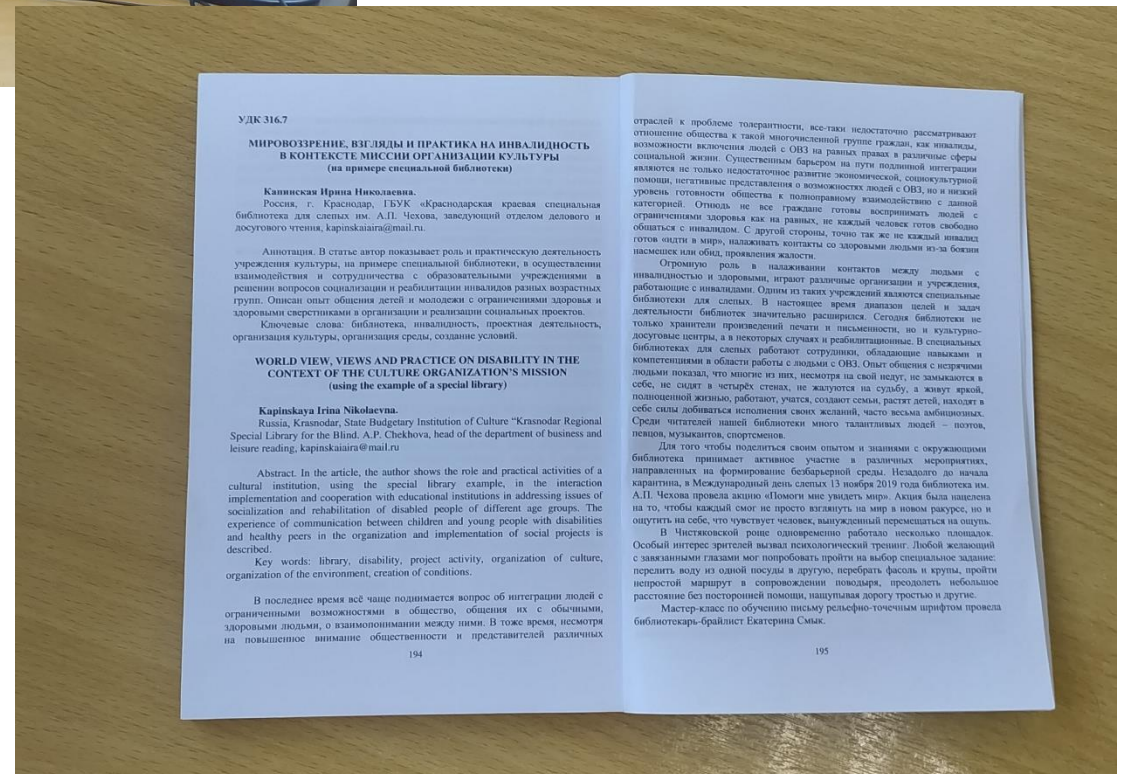 УДК 316.7
МИРОВОЗЗРЕНИЕ, ВЗГЛЯДЫ И ПРАКТИКА НА ИНВАЛИДНОСТЬ
В КОНТЕКСТЕ МИССИИ ОРГАНИЗАЦИИ КУЛЬТУРЫ
(на примере специальной библиотеки)
Капинская Ирина Николаевна.
Россия, г. Краснодар, ГБУК «Краснодарская краевая специальная
библиотека для слепых им. А.П. Чехова, заведующий отделом делового и
досугового чтения, kapinskaiaira@mail.ru.
Аннотация. В статье автор показывает роль и практическую деятельность
учреждения культуры, на примере специальной библиотеки, в осуществлении
взаимодействия и сотрудничества с образовательными учреждениями в
решении вопросов социализации и реабилитации инвалидов разных возрастных
групп. Описан опыт общения детей и молодежи с ограничениями здоровья и
здоровыми сверстниками в организации и реализации социальных проектов.
Ключевые слова: библиотека, инвалидность, проектная деятельность,
организация культуры, организация среды, создание условий.
WORLD VIEW, VIEWS AND PRACTICE ON DISABILITY IN THE
CONTEXT OF THE CULTURE ORGANIZATION'S MISSION
(using the example of a special library)
Kapinskaya Irina Nikolaevna.
Russia, Krasnodar, State Budgetary Institution of Culture “Krasnodar Regional
Special Library for the Blind. A.P. Chekhova, head of the department of business and
leisure reading, kapinskaiaira@mail.ru
Abstract. In the article, the author shows the role and practical activities of a
cultural institution, using the special library example, in the interaction
implementation and cooperation with educational institutions in addressing issues of
socialization and rehabilitation of disabled people of different age groups. The
experience of communication between children and young people with disabilities
and healthy peers in the organization and implementation of social projects is
described.
Key words: library, disability, project activity, organization of culture,
organization of the environment, creation of conditions.
В последнее время всё чаще поднимается вопрос об интеграции людей с
ограниченными возможностями в общество, общения их с обычными,
здоровыми людьми, о взаимопонимании между ними. В тоже время, несмотря
на повышенное внимание общественности и представителей различных
194
отраслей к проблеме толерантности, все-таки недостаточно рассматривают
отношение общества к такой многочисленной группе граждан, как инвалиды,
возможности включения людей с ОВЗ на равных правах в различные сферы
социальной жизни. Существенным барьером на пути подлинной интеграции
являются не только недостаточное развитие экономической, социокультурной
помощи, негативные представления о возможностях людей с ОВЗ, но и низкий
уровень готовности общества к полноправному взаимодействию с данной
категорией. Отнюдь не все граждане готовы воспринимать людей с
ограничениями здоровья как на равных, не каждый человек готов свободно
общаться с инвалидом. С другой стороны, точно так же не каждый инвалид
готов «идти в мир», налаживать контакты со здоровыми людьми из-за боязни
насмешек или обид, проявления жалости.
Огромную роль в налаживании контактов между людьми с
инвалидностью и здоровыми, играют различные организации и учреждения,
работающие с инвалидами. Одним из таких учреждений являются специальные
библиотеки для слепых. В настоящее время диапазон целей и задач
деятельности библиотек значительно расширился. Сегодня библиотеки не
только хранители произведений печати и письменности, но и культурно-
досуговые центры, а в некоторых случаях и реабилитационные. В специальных
библиотеках для слепых работают сотрудники, обладающие навыками и
компетенциями в области работы с людьми с ОВЗ. Опыт общения с незрячими
людьми показал, что многие из них, несмотря на свой недуг, не замыкаются в
себе, не сидят в четырёх стенах, не жалуются на судьбу, а живут яркой,
полноценной жизнью, работают, учатся, создают семьи, растят детей, находят в
себе силы добиваться исполнения своих желаний, часто весьма амбициозных.
Среди читателей нашей библиотеки много талантливых людей – поэтов,
певцов, музыкантов, спортсменов.
Для того чтобы поделиться своим опытом и знаниями с окружающими
библиотека принимает активное участие в различных мероприятиях,
направленных на формирование безбарьерной среды. Незадолго до начала
карантина, в Международный день слепых 13 ноября 2019 года библиотека им.
А.П. Чехова провела акцию «Помоги мне увидеть мир». Акция была нацелена
на то, чтобы каждый смог не просто взглянуть на мир в новом ракурсе, но и
ощутить на себе, что чувствует человек, вынужденный перемещаться на ощупь.
В Чистяковской роще одновременно работало несколько площадок.
Особый интерес зрителей вызвал психологический тренинг. Любой желающий
с завязанными глазами мог попробовать пройти на выбор специальное задание:
перелить воду из одной посуды в другую, перебрать фасоль и крупы, пройти
непростой маршрут в сопровождении поводыря, преодолеть небольшое
расстояние без посторонней помощи, нащупывая дорогу тростью и другие.
Мастер-класс по обучению письму рельефно-точечным шрифтом провела
библиотекарь-брайлист Екатерина Смык.
195